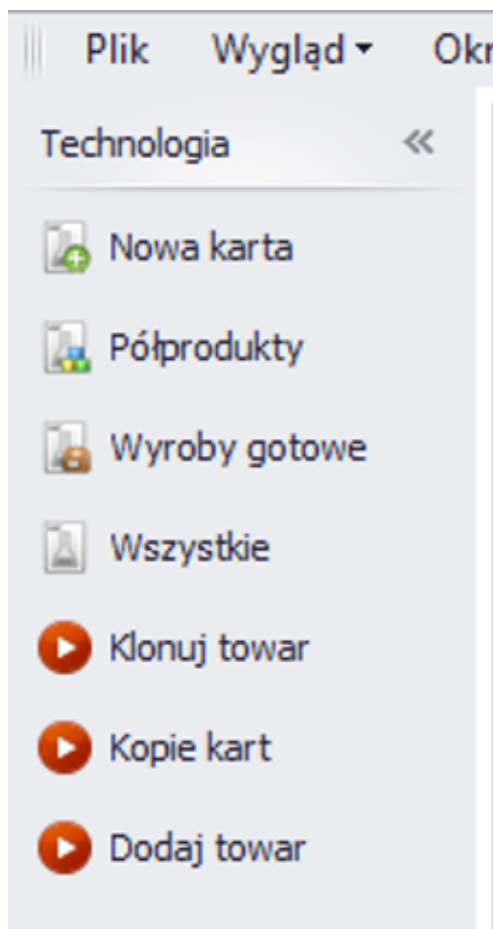 Plik Wygląd
Technologia
Nowa karta
Półprodukty
Wyroby gotowe
Wszystkie
Klonuj towar
Kopie kart
Dodaj towar